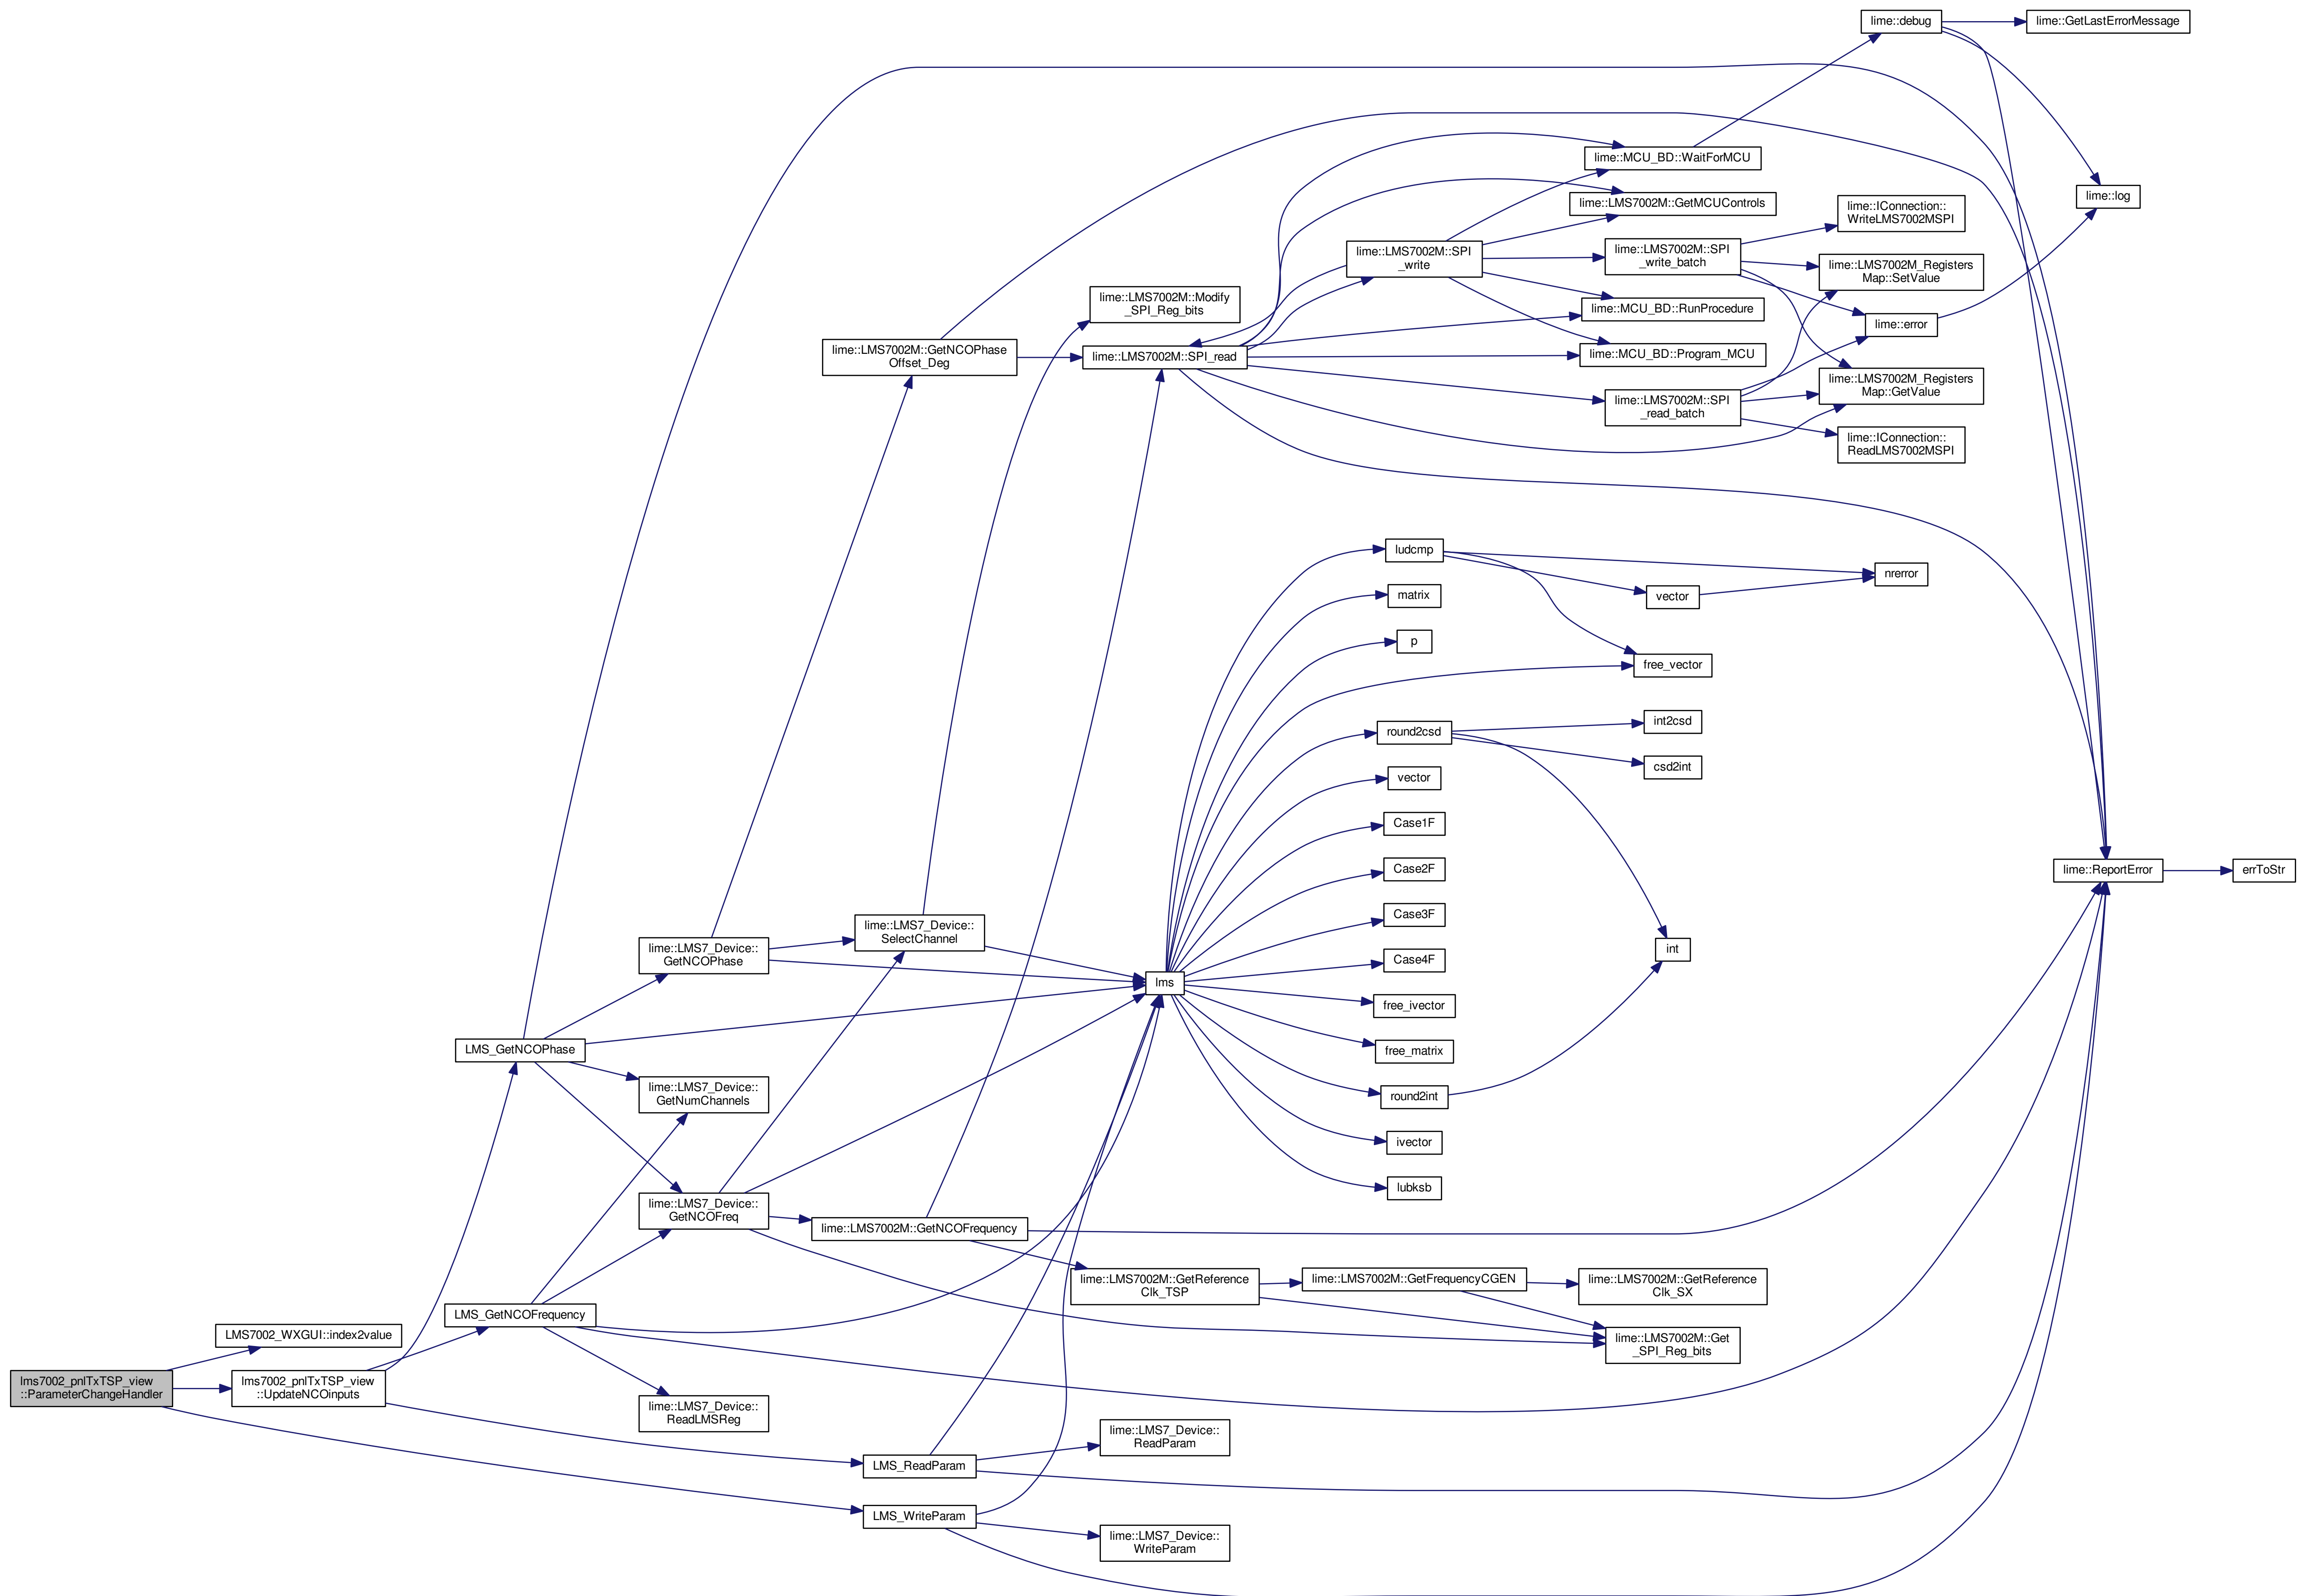 lime::debug
lime::GetLastErrorMessage
lime::MCU_BD::WaitForMCU
lime::log
lime::LMS7002M::GetMCUControls
lime::IConnection::
WriteLMS7002MSPI
lime::LMS7002M::SPI
_write
lime::LMS7002M::SPI
_write_batch
lime::LMS7002M_Registers
Map::SetValue
lime::LMS7002M::Modify
_SPI_Reg_bits
lime::MCU_BD::RunProcedure
lime::error
lime::LMS7002M::GetNCOPhase
Offset_Deg
lime::LMS7002M::SPI_read
lime::MCU_BD::Program_MCU
lime::LMS7002M_Registers
Map::GetValue
lime::LMS7002M::SPI
_read_batch
lime::IConnection::
ReadLMS7002MSPI
ludcmp
nrerror
matrix
vector
p
free_vector
round2csd
int2csd
vector
csd2int
Case1F
Case2F
lime::ReportError
errToStr
Case3F
lime::LMS7_Device::
SelectChannel
lime::LMS7_Device::
GetNCOPhase
int
Case4F
lms
free_ivector
LMS_GetNCOPhase
free_matrix
lime::LMS7_Device::
GetNumChannels
round2int
ivector
lubksb
lime::LMS7_Device::
GetNCOFreq
lime::LMS7002M::GetNCOFrequency
lime::LMS7002M::GetReference
Clk_TSP
lime::LMS7002M::GetFrequencyCGEN
lime::LMS7002M::GetReference
Clk_SX
LMS_GetNCOFrequency
LMS7002_WXGUI::index2value
lime::LMS7002M::Get
_SPI_Reg_bits
lms7002_pnlTxTSP_view
::ParameterChangeHandler
lms7002_pnlTxTSP_view
::UpdateNCOinputs
lime::LMS7_Device::
ReadLMSReg
lime::LMS7_Device::
ReadParam
LMS_ReadParam
LMS_WriteParam
lime::LMS7_Device::
WriteParam